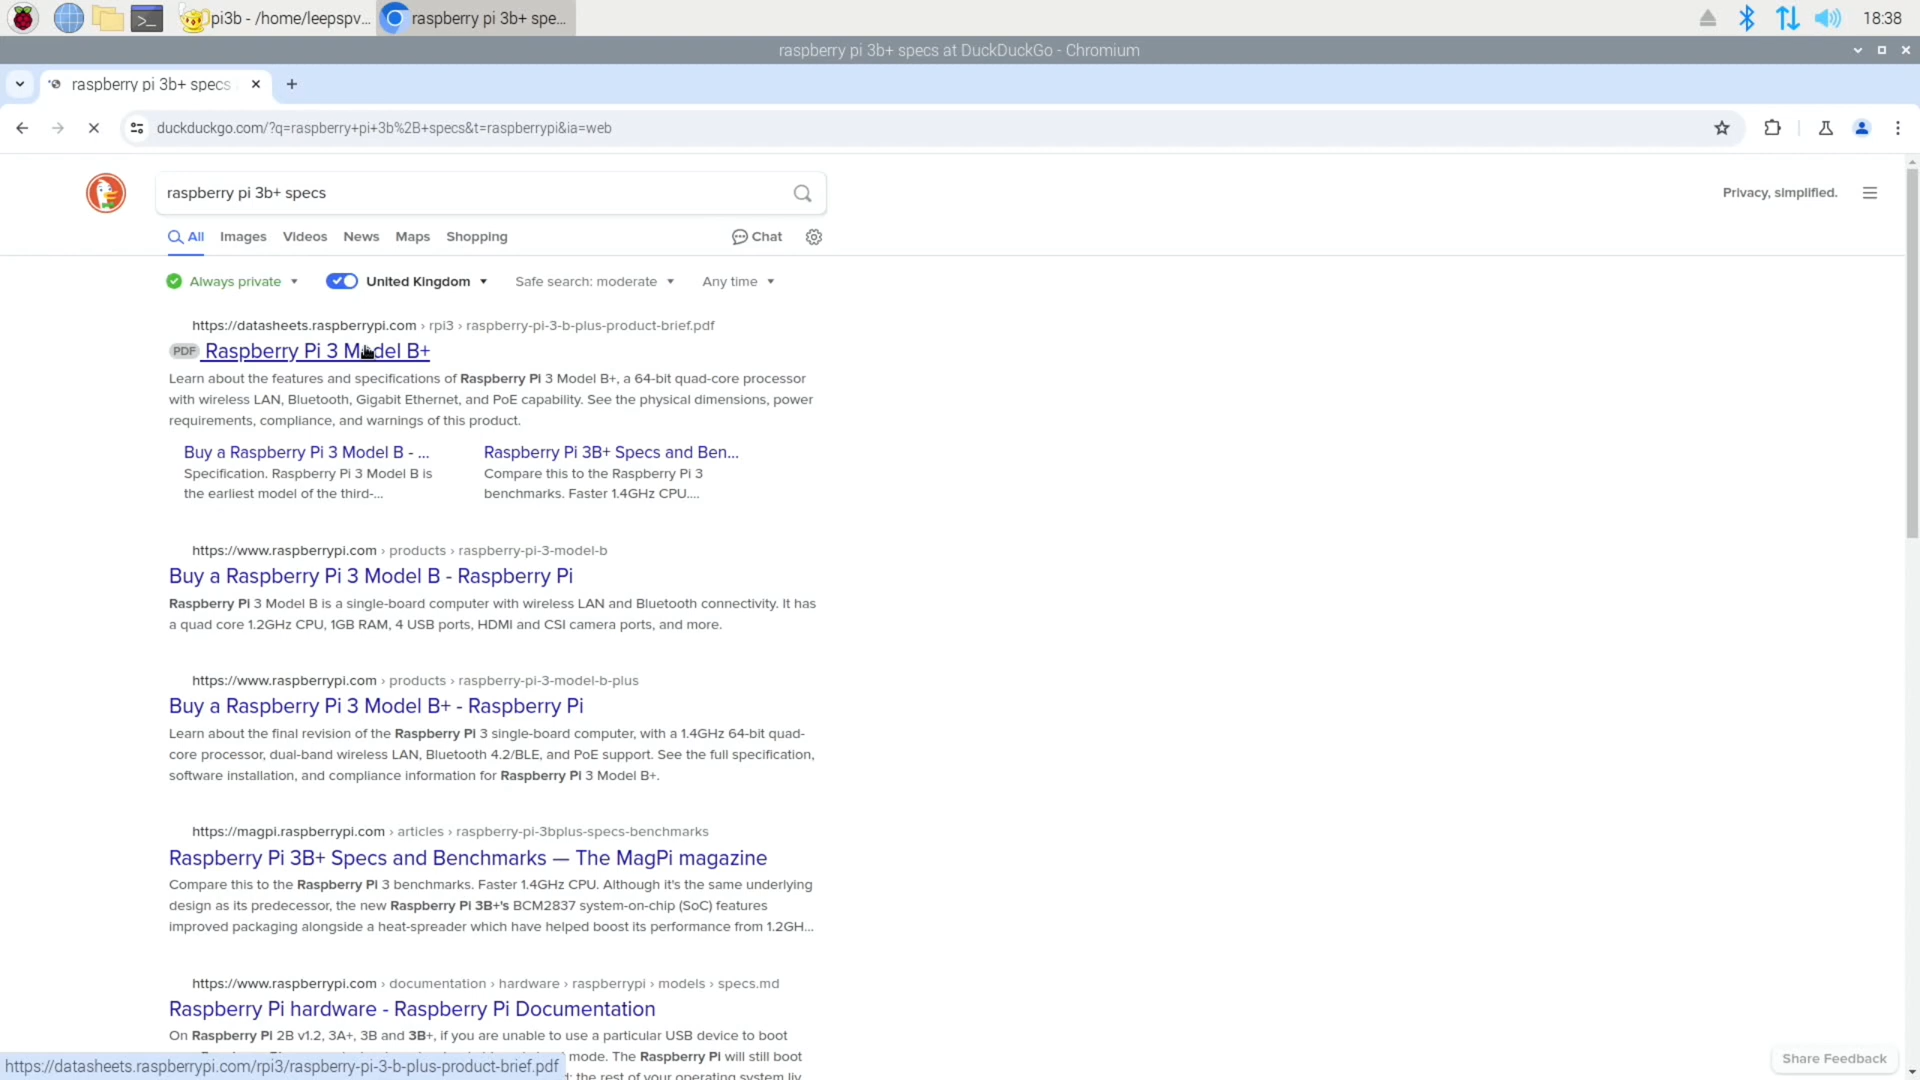 pi3b - /home/leepspv...
raspberry pi 3b+ spe...
18:38
raspberry pi 3b+ specs at DuckDuckGo - Chromium
raspberry pi 3b+ specs
duckduckgo.com/?q=raspberry+pi+3b%2B+specs&t=raspberrypi&ia=web
raspberry pi 3b+ specs
Privacy, simplified.
All Images Videos News Maps Shopping Chat
Always private United Kingdom Safe search: moderate Any time
https://datasheets.raspberrypi.com › rpi3 › raspberry-pi-3-b-plus-product-brief.pdf
PDF Raspberry Pi 3 Model B+
Learn about the features and specifications of Raspberry Pi 3 Model B+, a 64-bit quad-core processor
with wireless LAN, Bluetooth, Gigabit Ethernet, and PoE capability. See the physical dimensions, power
requirements, compliance, and warnings of this product.
Buy a Raspberry Pi 3 Model B - ...
Specification. Raspberry Pi 3 Model B is
the earliest model of the third-...
Raspberry Pi 3B+ Specs and Ben...
Compare this to the Raspberry Pi 3
benchmarks. Faster 1.4GHz CPU....
https://www.raspberrypi.com › products › raspberry-pi-3-model-b
Buy a Raspberry Pi 3 Model B - Raspberry Pi
Raspberry Pi 3 Model B is a single-board computer with wireless LAN and Bluetooth connectivity. It has
a quad core 1.2GHz CPU, 1GB RAM, 4 USB ports, HDMI and CSI camera ports, and more.
https://www.raspberrypi.com › products › raspberry-pi-3-model-b-plus
Buy a Raspberry Pi 3 Model B+ - Raspberry Pi
Learn about the final revision of the Raspberry Pi 3 single-board computer, with a 1.4GHz 64-bit quad-
core processor, dual-band wireless LAN, Bluetooth 4.2/BLE, and PoE support. See the full specification,
software installation, and compliance information for Raspberry Pi 3 Model B+.
https://magpi.raspberrypi.com › articles › raspberry-pi-3bplus-specs-benchmarks
Raspberry Pi 3B+ Specs and Benchmarks — The MagPi magazine
Compare this to the Raspberry Pi 3 benchmarks. Faster 1.4GHz CPU. Although it's the same underlying
design as its predecessor, the new Raspberry Pi 3B+'s BCM2837 system-on-chip (SoC) features
improved packaging alongside a heat-spreader which have helped boost its performance from 1.2GH...
https://www.raspberrypi.com › documentation › hardware › raspberrypi › models › specs.md
Raspberry Pi hardware - Raspberry Pi Documentation
On Raspberry Pi 2B v1.2, 3A+, 3B and 3B+, if you are unable to use a particular USB device to boot
mode. The Raspberry Pi will still boot
the rest of your operating system liv
https://datasheets.raspberrypi.com/rpi3/raspberry-pi-3-b-plus-product-brief.pdf
Share Feedback